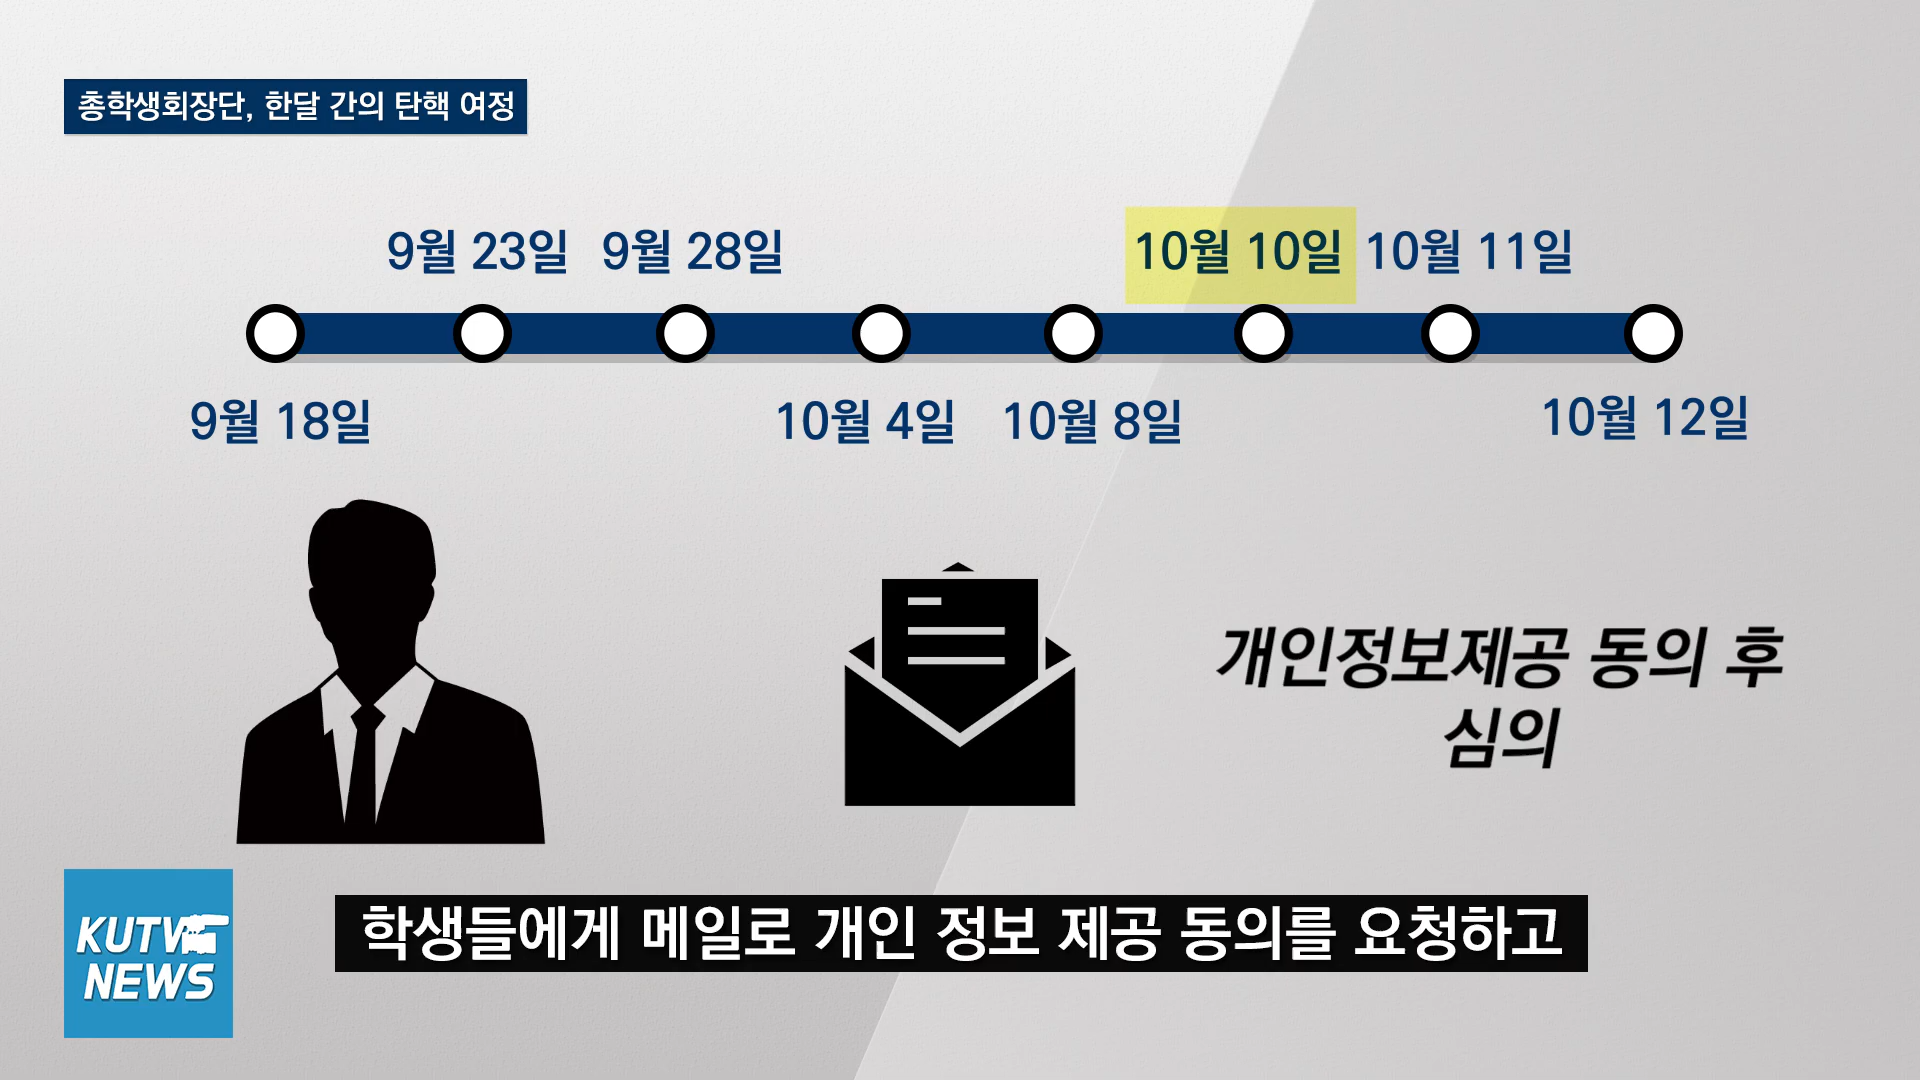 총학생회장단, 한달 간의 탄핵 여정
9월 23일 9월 28일 10월 10일 10월 11일
9월 18일 10월 4일 10월 8일 10월 12일
개인정보제공 동의 후
심의
학생들에게 메일로 개인 정보 제공 동의를 요청하고
KUTV
NEWS